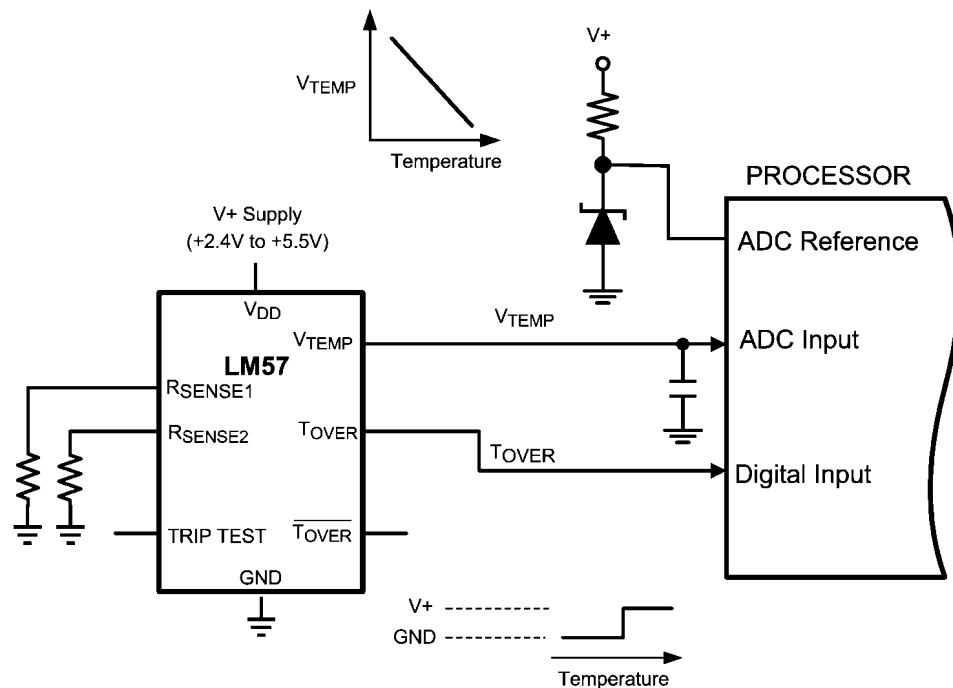 V+
VTEMP
Temperature
PROCESSOR
V+ Supply
(+2.4V to +5.5V)
ADC Reference
VDD
VTEMP
VTEMP
ADC Input
LM57
RSENSE1
RSENSE2
TOVER
TOVER
Digital Input
TRIP TEST
T̅O̅V̅E̅R̅
GND
V+
GND
Temperature